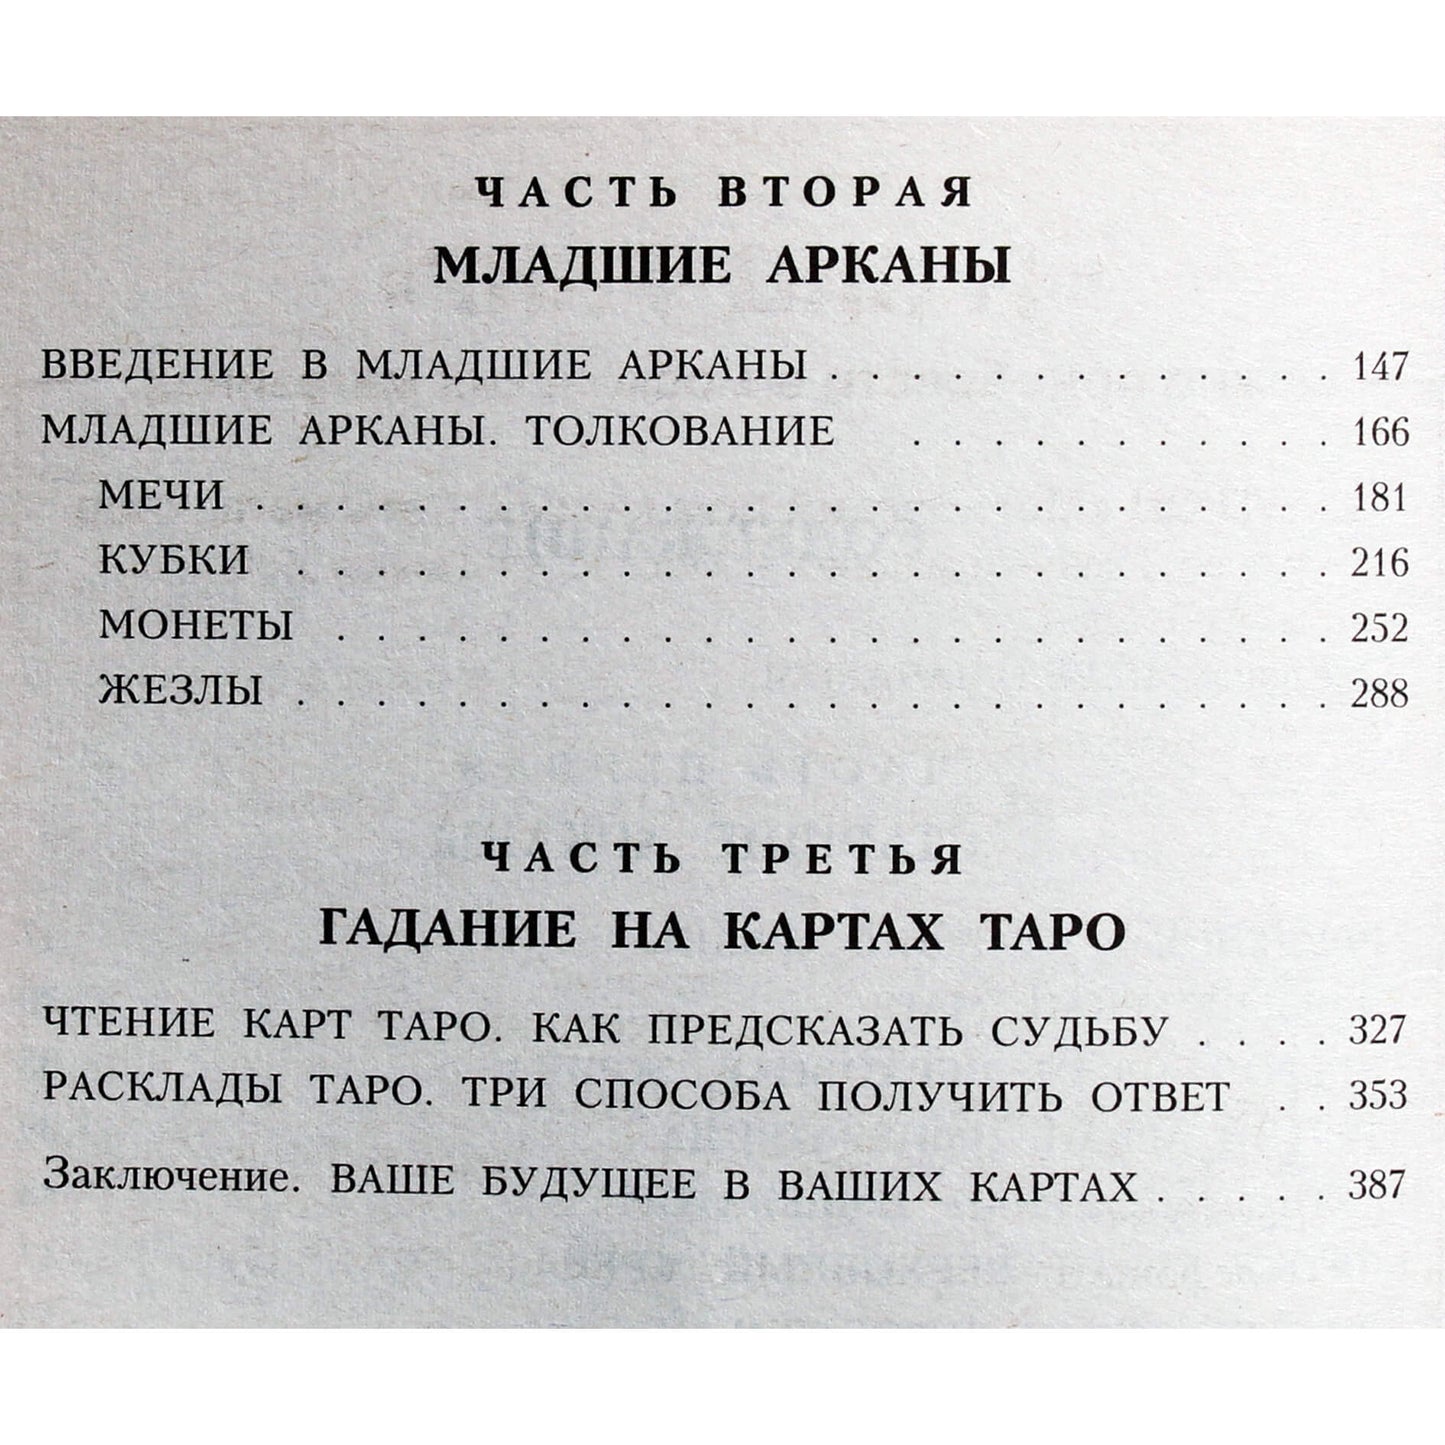 ЧАСТЬ ВТОРАЯ
МЛАДШИЕ АРКАНЫ
ВВЕДЕНИЕ В МЛАДШИЕ АРКАНЫ . . . . . . . . . . . . . 147
МЛАДШИЕ АРКАНЫ. ТОЛКОВАНИЕ . . . . . . . . . . . 166
МЕЧИ . . . . . . . . . . . . . . . . . . . . . . . . . . . 181
КУБКИ . . . . . . . . . . . . . . . . . . . . . . . . . . 216
МОНЕТЫ . . . . . . . . . . . . . . . . . . . . . . . . . 252
ЖЕЗЛЫ . . . . . . . . . . . . . . . . . . . . . . . . . . 288
ЧАСТЬ ТРЕТЬЯ
ГАДАНИЕ НА КАРТАХ ТАРО
ЧТЕНИЕ КАРТ ТАРО. КАК ПРЕДСКАЗАТЬ СУДЬБУ . . . . 327
РАСКЛАДЫ ТАРО. ТРИ СПОСОБА ПОЛУЧИТЬ ОТВЕТ . . 353
Заключение. ВАШЕ БУДУЩЕЕ В ВАШИХ КАРТАХ . . . . . 387